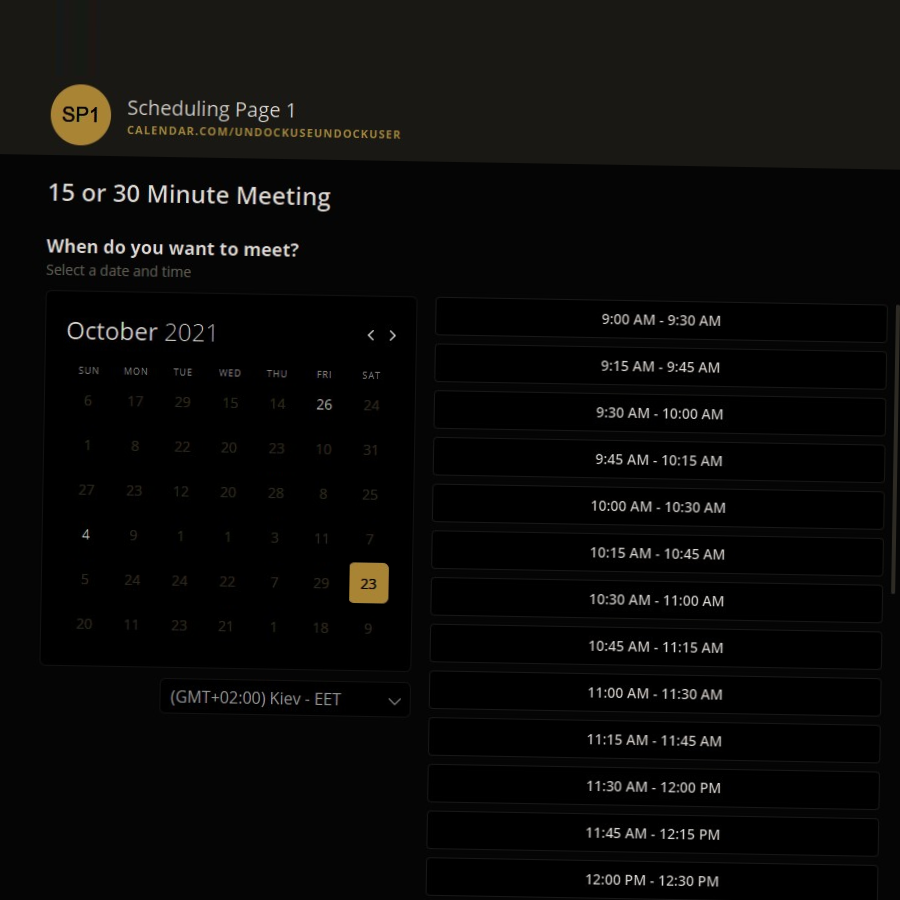 SP1
Scheduling Page 1
CALENDAR.COM/UNDOCKUSEUNDOCKUSER
15 or 30 Minute Meeting
When do you want to meet?
Select a date and time
October 2021
SUN MON TUE WED THU FRI SAT
6 17 29 15 14 26 24
1 8 22 20 23 10 31
27 23 12 20 28 8 25
4 9 1 1 3 11 7
5 24 24 22 7 29 23
20 11 23 21 1 18 9
(GMT+02:00) Kiev - EET
9:00 AM - 9:30 AM
9:15 AM - 9:45 AM
9:30 AM - 10:00 AM
9:45 AM - 10:15 AM
10:00 AM - 10:30 AM
10:15 AM - 10:45 AM
10:30 AM - 11:00 AM
10:45 AM - 11:15 AM
11:00 AM - 11:30 AM
11:15 AM - 11:45 AM
11:30 AM - 12:00 PM
11:45 AM - 12:15 PM
12:00 PM - 12:30 PM